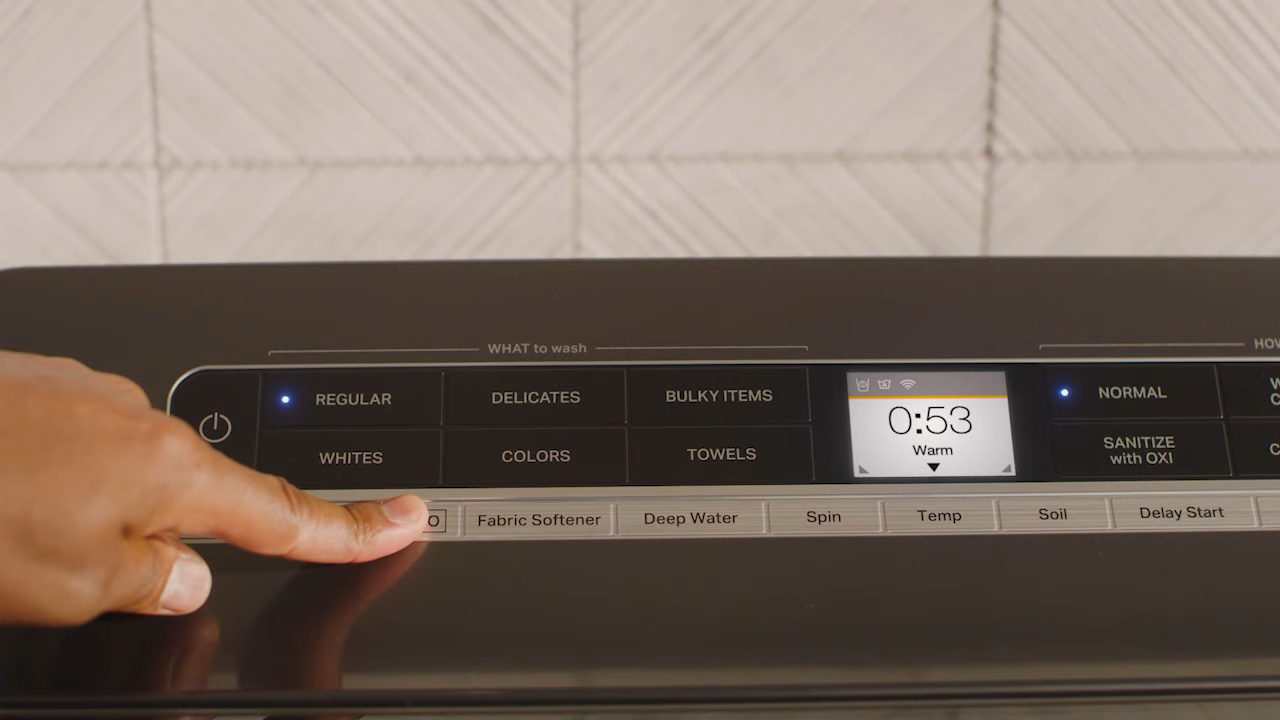 WHAT to wash
REGULAR
DELICATES
BULKY ITEMS
WHITES
COLORS
TOWELS
0:53
Warm
NORMAL
SANITIZE
with OXI
Fabric Softener
Deep Water
Spin
Temp
Soil
Delay Start